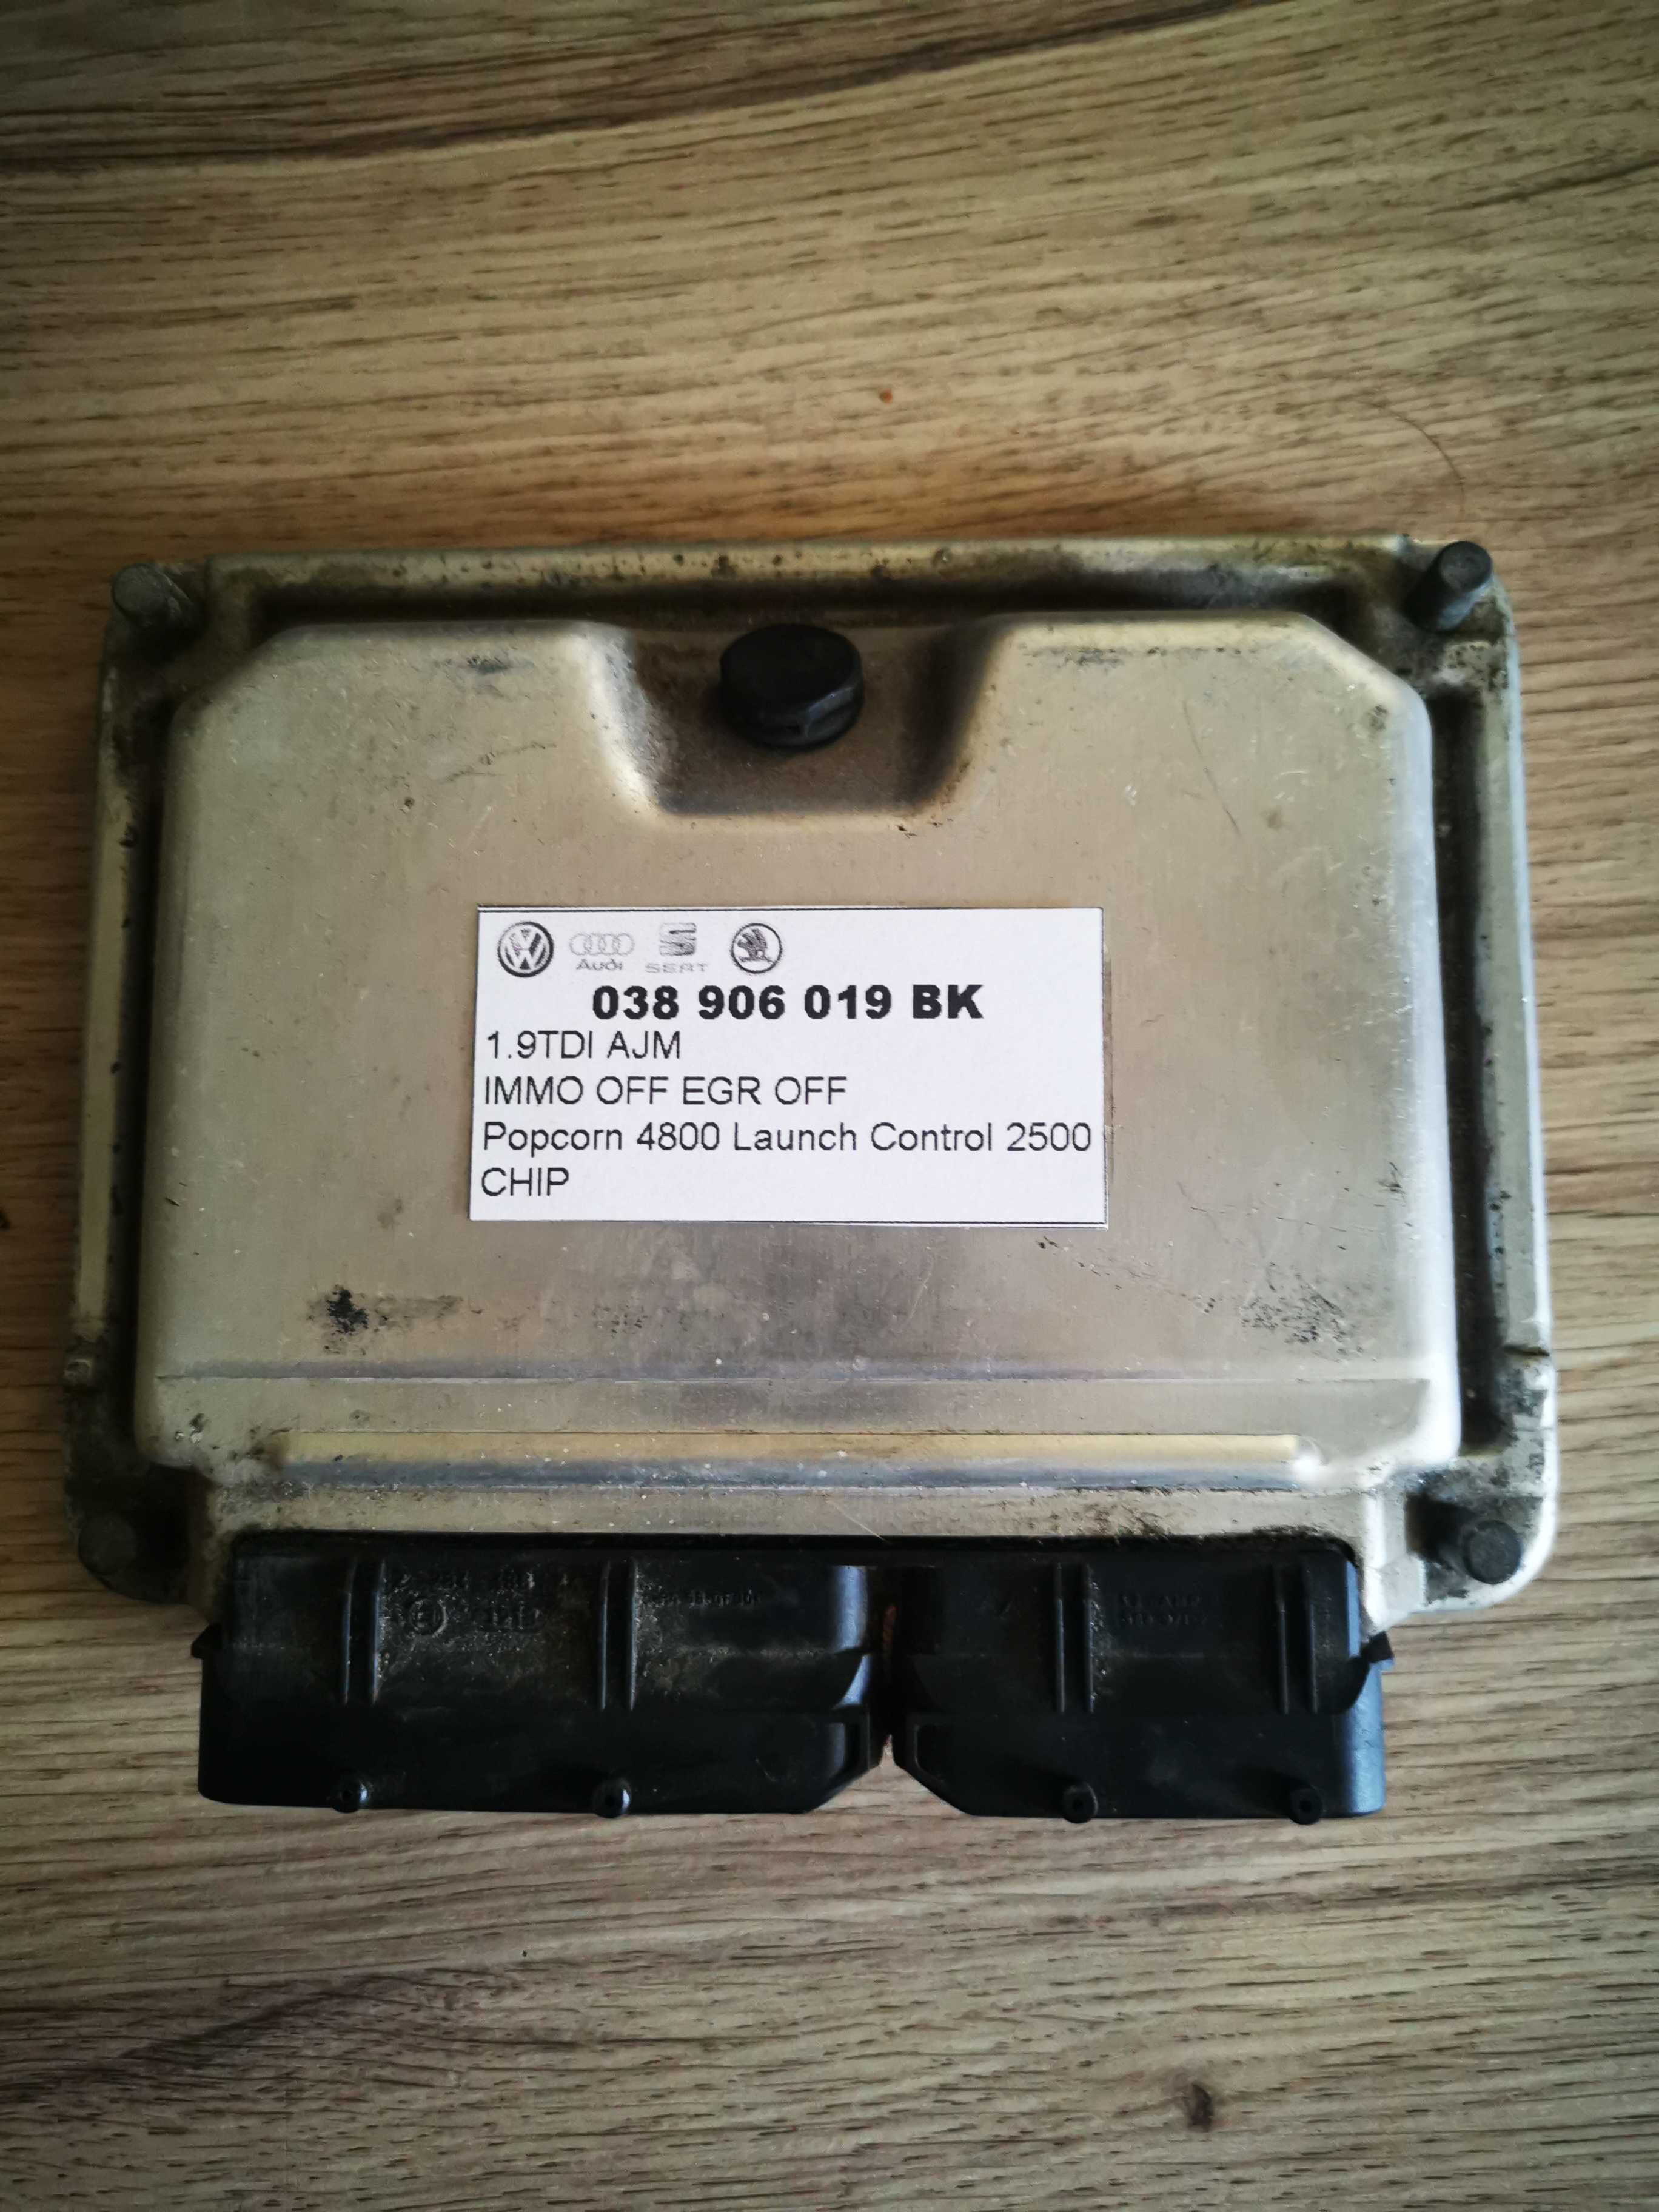 Audi SEAT
038 906 019 BK
1.9TDI AJM
IMMO OFF EGR OFF
Popcorn 4800 Launch Control 2500
CHIP